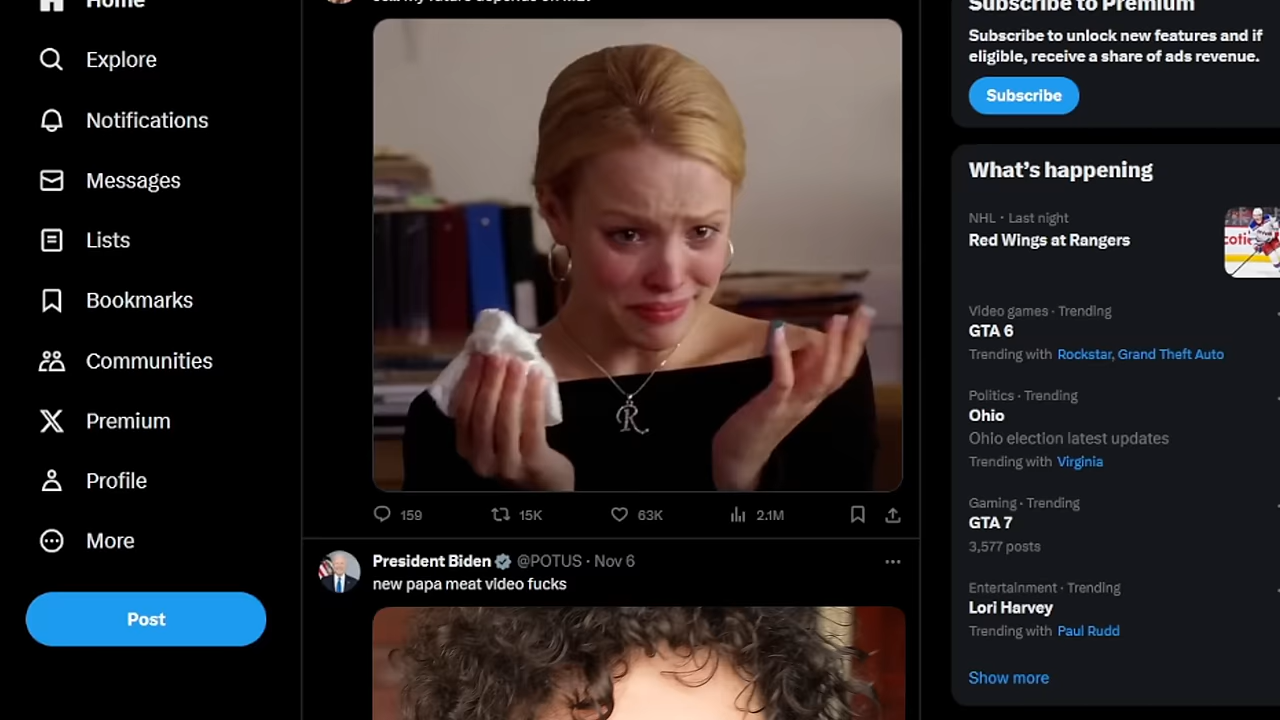 Home
Explore
Notifications
Messages
Lists
Bookmarks
Communities
Premium
Profile
More
Post
R
159
15K
63K
2.1M
President Biden @POTUS · Nov 6
new papa meat video fucks
Subscribe to Premium
Subscribe to unlock new features and if
eligible, receive a share of ads revenue.
Subscribe
What's happening
NHL · Last night
Red Wings at Rangers
Video games · Trending
GTA 6
Trending with Rockstar, Grand Theft Auto
Politics · Trending
Ohio
Ohio election latest updates
Trending with Virginia
Gaming · Trending
GTA 7
3,577 posts
Entertainment · Trending
Lori Harvey
Trending with Paul Rudd
Show more